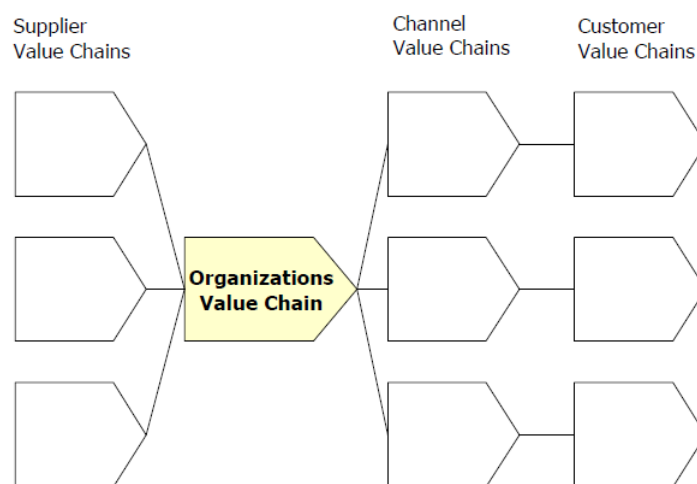 Supplier
Value Chains
Channel
Value Chains
Customer
Value Chains
Organizations
Value Chain